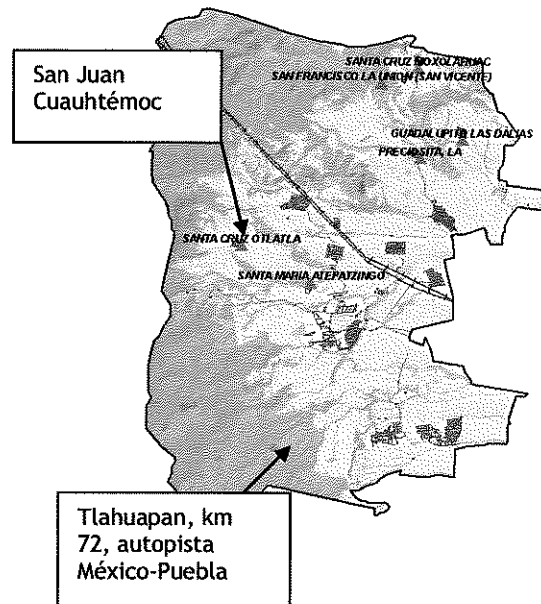 SANTA CRUZ MOXOLAHUAC
SAN FRANCISCO LA UNION (SAN VICENTE)
San Juan
Cuauhtémoc
GUADALUPITO LAS DALIAS
PRECIOSITA, LA
SANTA CRUZ OTLATLA
SANTA MARIA ATEPATZINGO
Tlahuapan, km
72, autopista
México-Puebla